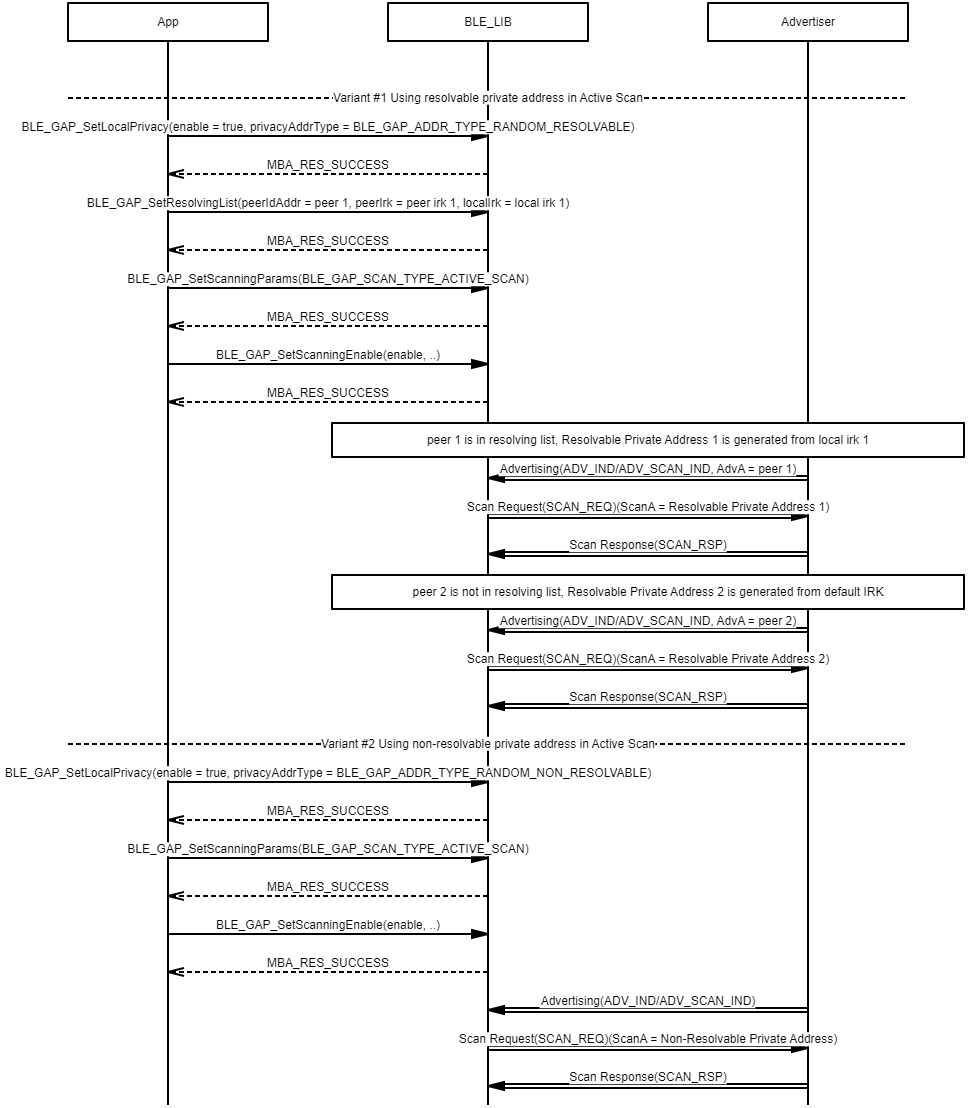 App
BLE_LIB
Advertiser
Variant #1 Using resolvable private address in Active Scan
BLE_GAP_SetLocalPrivacy(enable = true, privacyAddrType = BLE_GAP_ADDR_TYPE_RANDOM_RESOLVABLE)
MBA_RES_SUCCESS
BLE_GAP_SetResolvingList(peerIdAddr = peer 1, peerIrk = peer irk 1, localIrk = local irk 1)
MBA_RES_SUCCESS
BLE_GAP_SetScanningParams(BLE_GAP_SCAN_TYPE_ACTIVE_SCAN)
MBA_RES_SUCCESS
BLE_GAP_SetScanningEnable(enable, ..)
MBA_RES_SUCCESS
peer 1 is in resolving list, Resolvable Private Address 1 is generated from local irk 1
Advertising(ADV_IND/ADV_SCAN_IND, AdvA = peer 1)
Scan Request(SCAN_REQ)(ScanA = Resolvable Private Address 1)
Scan Response(SCAN_RSP)
peer 2 is not in resolving list, Resolvable Private Address 2 is generated from default IRK
Advertising(ADV_IND/ADV_SCAN_IND, AdvA = peer 2)
Scan Request(SCAN_REQ)(ScanA = Resolvable Private Address 2)
Scan Response(SCAN_RSP)
Variant #2 Using non-resolvable private address in Active Scan
BLE_GAP_SetLocalPrivacy(enable = true, privacyAddrType = BLE_GAP_ADDR_TYPE_RANDOM_NON_RESOLVABLE)
MBA_RES_SUCCESS
BLE_GAP_SetScanningParams(BLE_GAP_SCAN_TYPE_ACTIVE_SCAN)
MBA_RES_SUCCESS
BLE_GAP_SetScanningEnable(enable, ..)
MBA_RES_SUCCESS
Advertising(ADV_IND/ADV_SCAN_IND)
Scan Request(SCAN_REQ)(ScanA = Non-Resolvable Private Address)
Scan Response(SCAN_RSP)